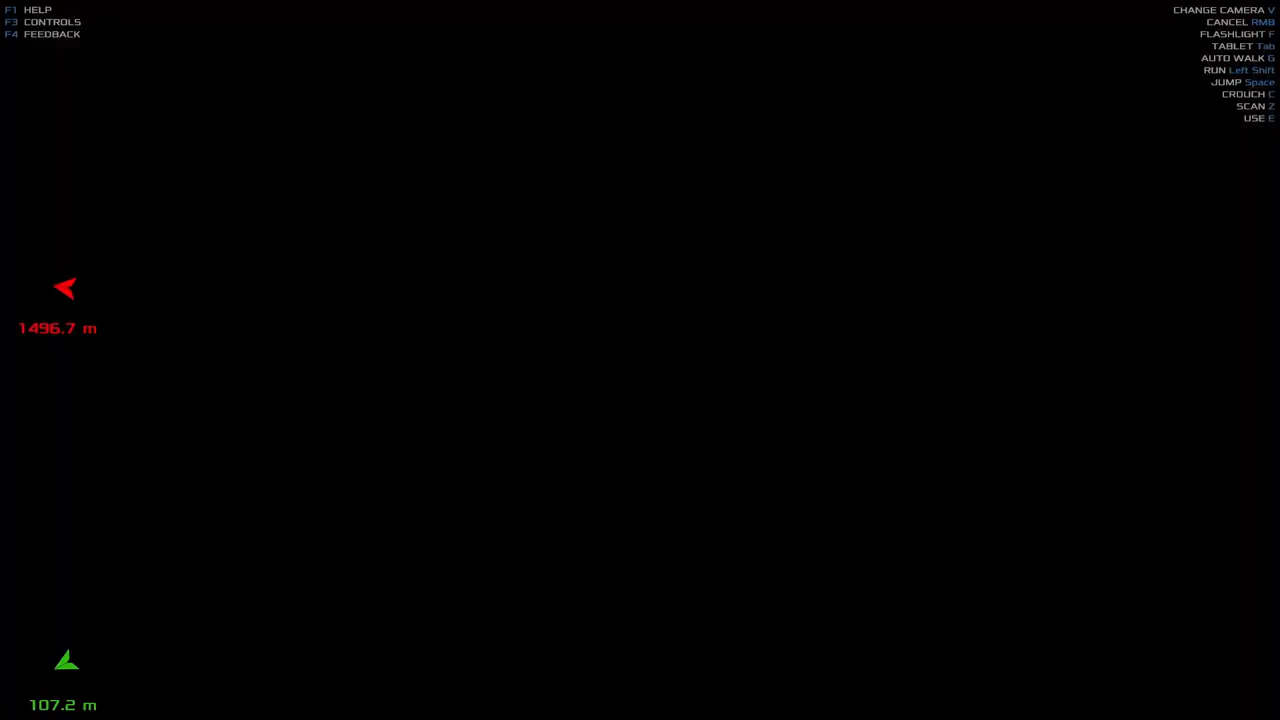 F1 HELP
F3 CONTROLS
F4 FEEDBACK
CHANGE CAMERA V
CANCEL RMB
FLASHLIGHT F
TABLET Tab
AUTO WALK G
RUN Left Shift
JUMP Space
CROUCH C
SCAN Z
USE E
1496.7 m
107.2 m